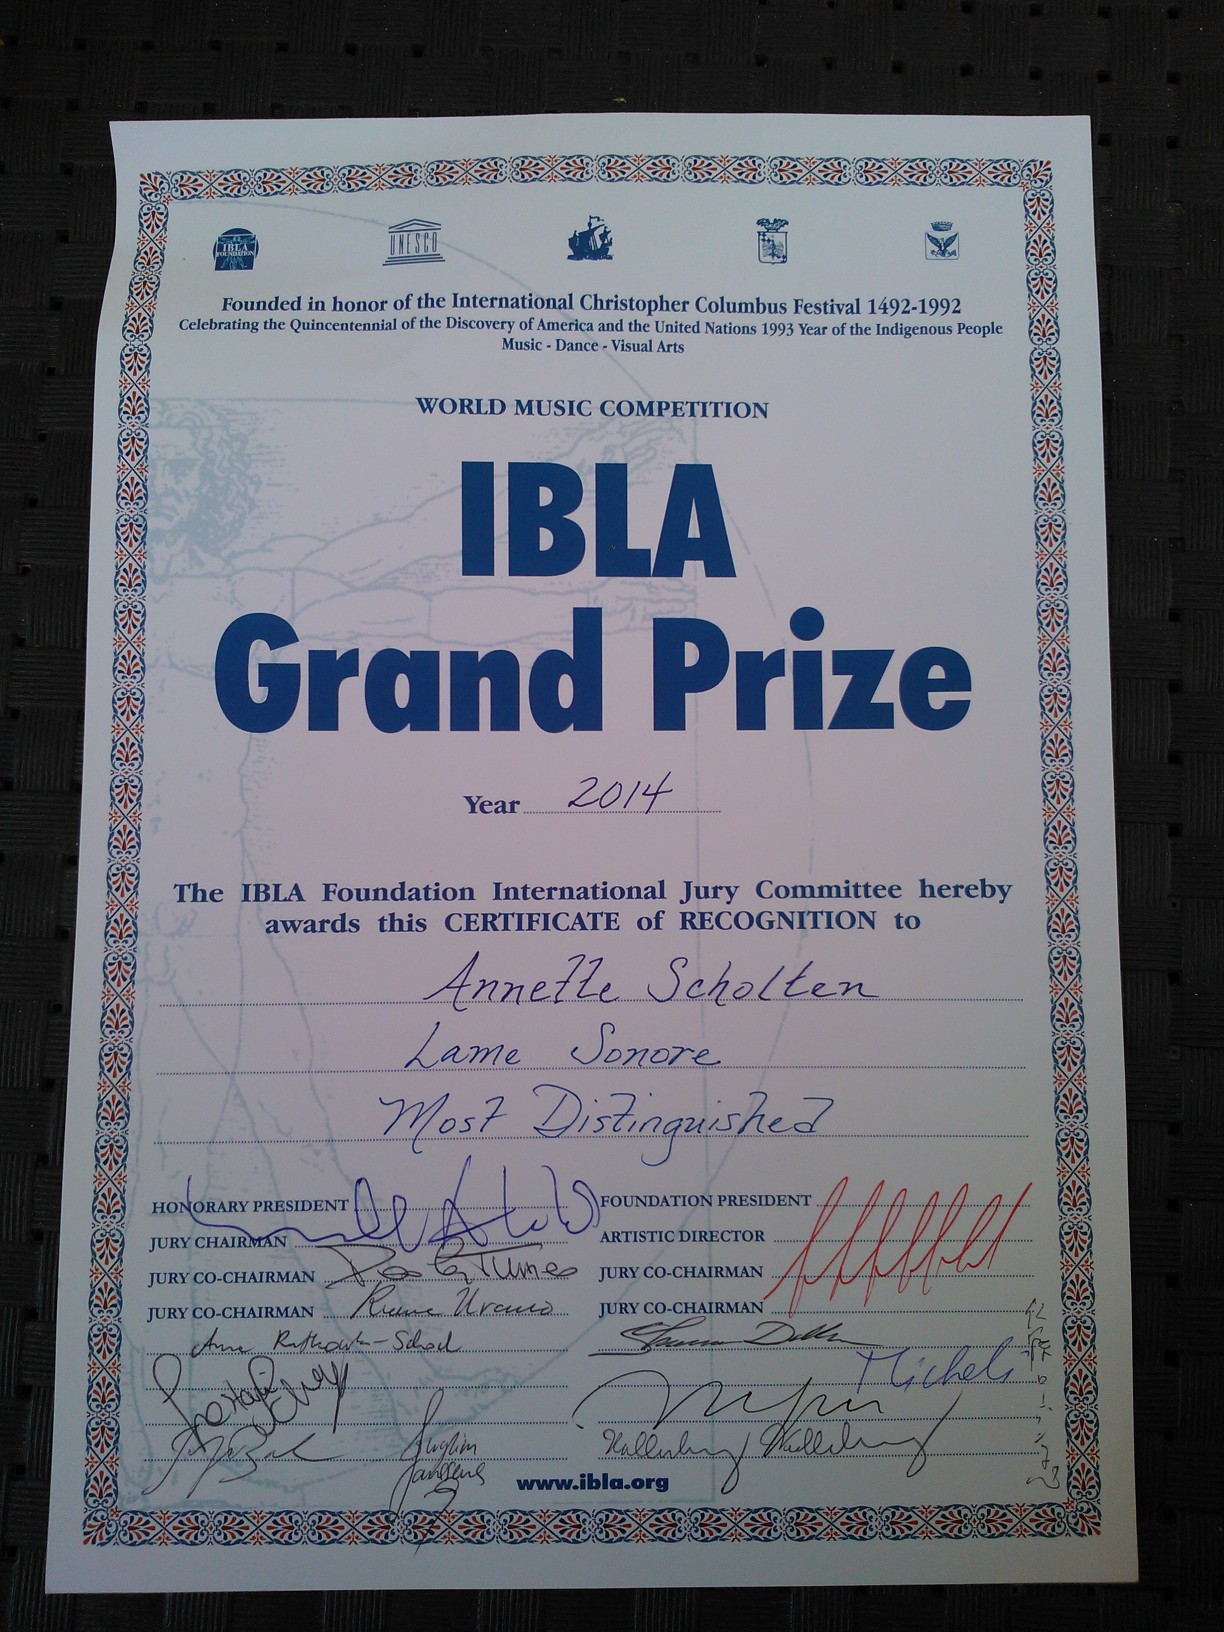 IBLA
FOUNDATION
UNESCO
Founded in honor of the International Christopher Columbus Festival 1492-1992
Celebrating the Quincentennial of the Discovery of America and the United Nations 1993 Year of the Indigenous People
Music - Dance - Visual Arts
WORLD MUSIC COMPETITION
IBLA
Grand Prize
Year 2014
The IBLA Foundation International Jury Committee hereby
awards this CERTIFICATE of RECOGNITION to
Annette Scholten
Lame Sonore
Most Distinguished
HONORARY PRESIDENT
FOUNDATION PRESIDENT
JURY CHAIRMAN
ARTISTIC DIRECTOR
JURY CO-CHAIRMAN
JURY CO-CHAIRMAN
JURY CO-CHAIRMAN
JURY CO-CHAIRMAN
Michels
www.ibla.org